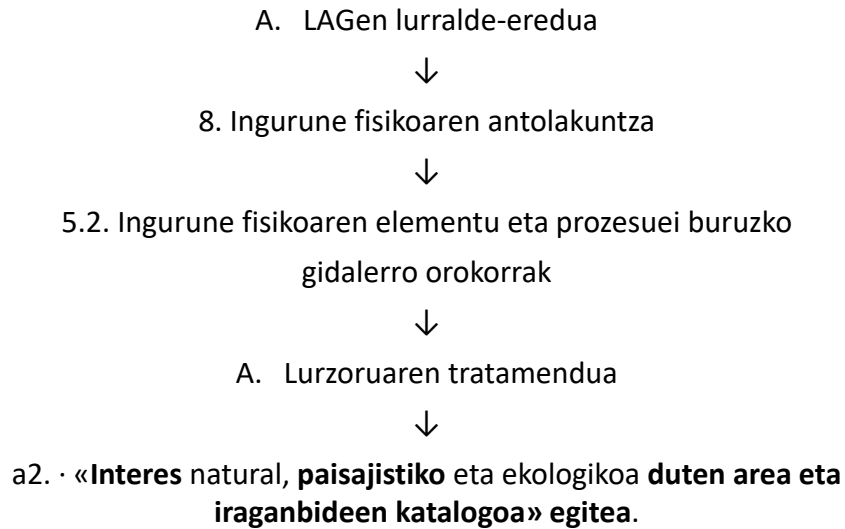 A. LAGen lurralde-eredua
↓
8. Ingurune fisikoaren antolakuntza
↓
5.2. Ingurune fisikoaren elementu eta prozesuei buruzko
gidalerro orokorrak
↓
A. Lurzoruaren tratamendua
↓
a2. · «Interes natural, paisajistiko eta ekologikoa duten area eta
iraganbideen katalogoa» egitea.